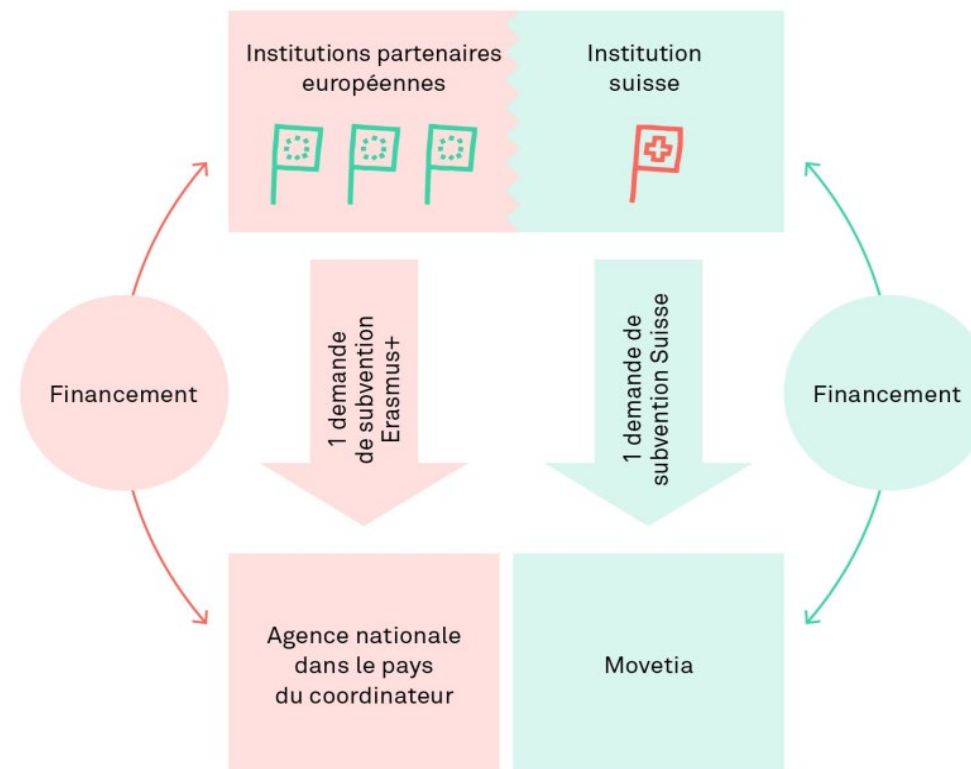 Institutions partenaires
européennes
Institution
suisse
Financement
1 demande
de subvention
Erasmus+
1 demande de
subvention Suisse
Financement
Agence nationale
dans le pays
du coordinateur
Movetia